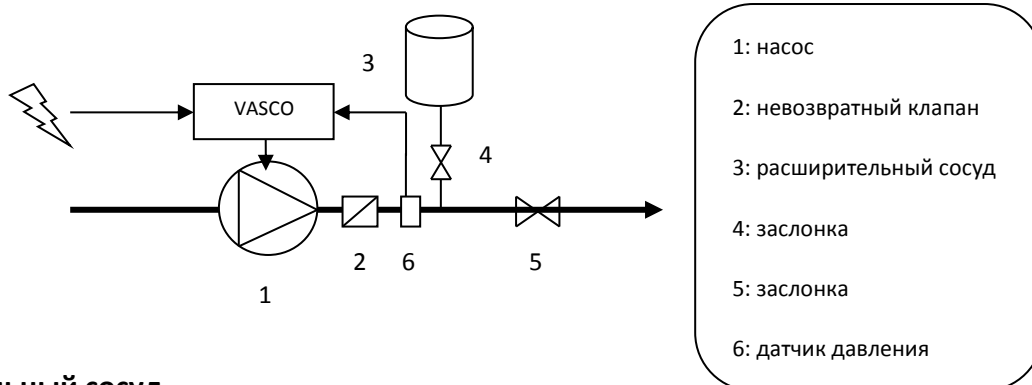 3
VASCO
4
2
6
5
1
1: насос
2: невозвратный клапан
3: расширительный сосуд
4: заслонка
5: заслонка
6: датчик давления